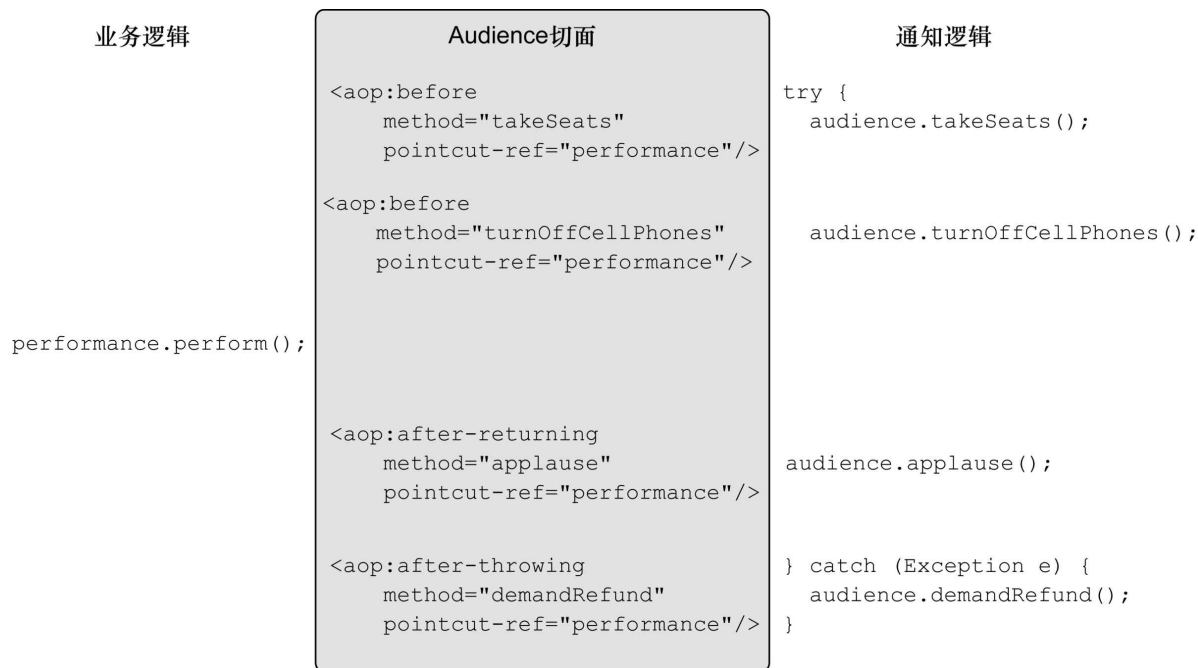 业务逻辑
Audience切面
通知逻辑
<aop:before
method="takeSeats"
pointcut-ref="performance"/>
try {
audience.takeSeats();
<aop:before
method="turnOffCellPhones"
pointcut-ref="performance"/>
audience.turnOffCellPhones();
performance.perform();
<aop:after-returning
method="applause"
pointcut-ref="performance"/>
audience.applause();
<aop:after-throwing
method="demandRefund"
pointcut-ref="performance"/>
} catch (Exception e) {
audience.demandRefund();
}